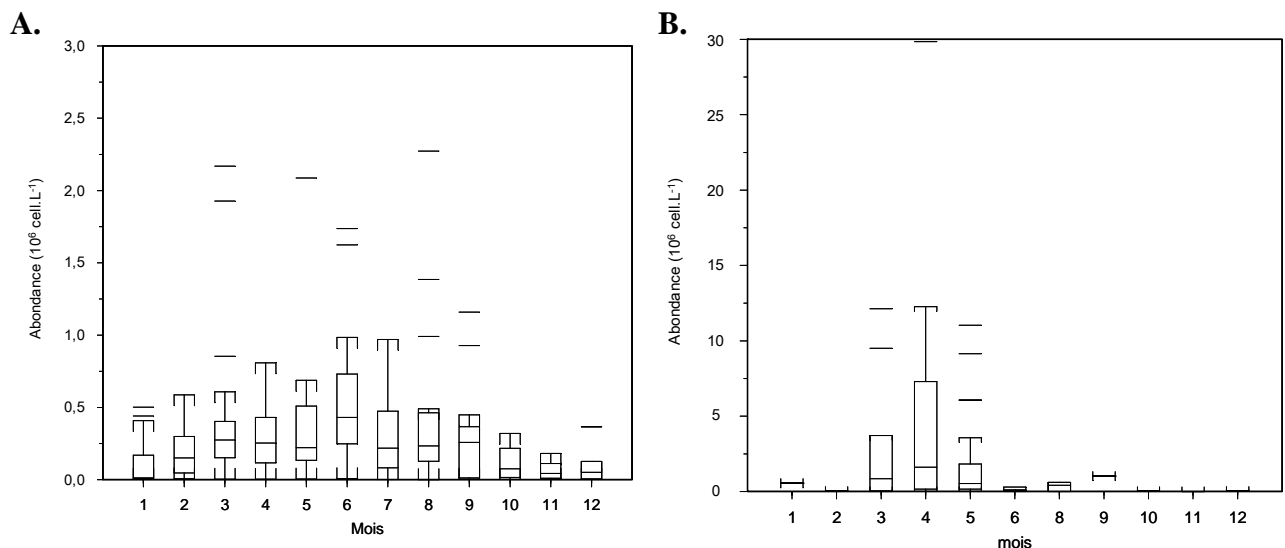 A.
3,0
2,5
2,0
1,5
1,0
0,5
0,0
Abondance (10⁶ cell.L⁻¹)
1 2 3 4 5 6 7 8 9 10 11 12
Mois
B.
30
25
20
15
10
5
0
Abondance (10⁶ cell.L⁻¹)
1 2 3 4 5 6 8 9 10 11 12
mois